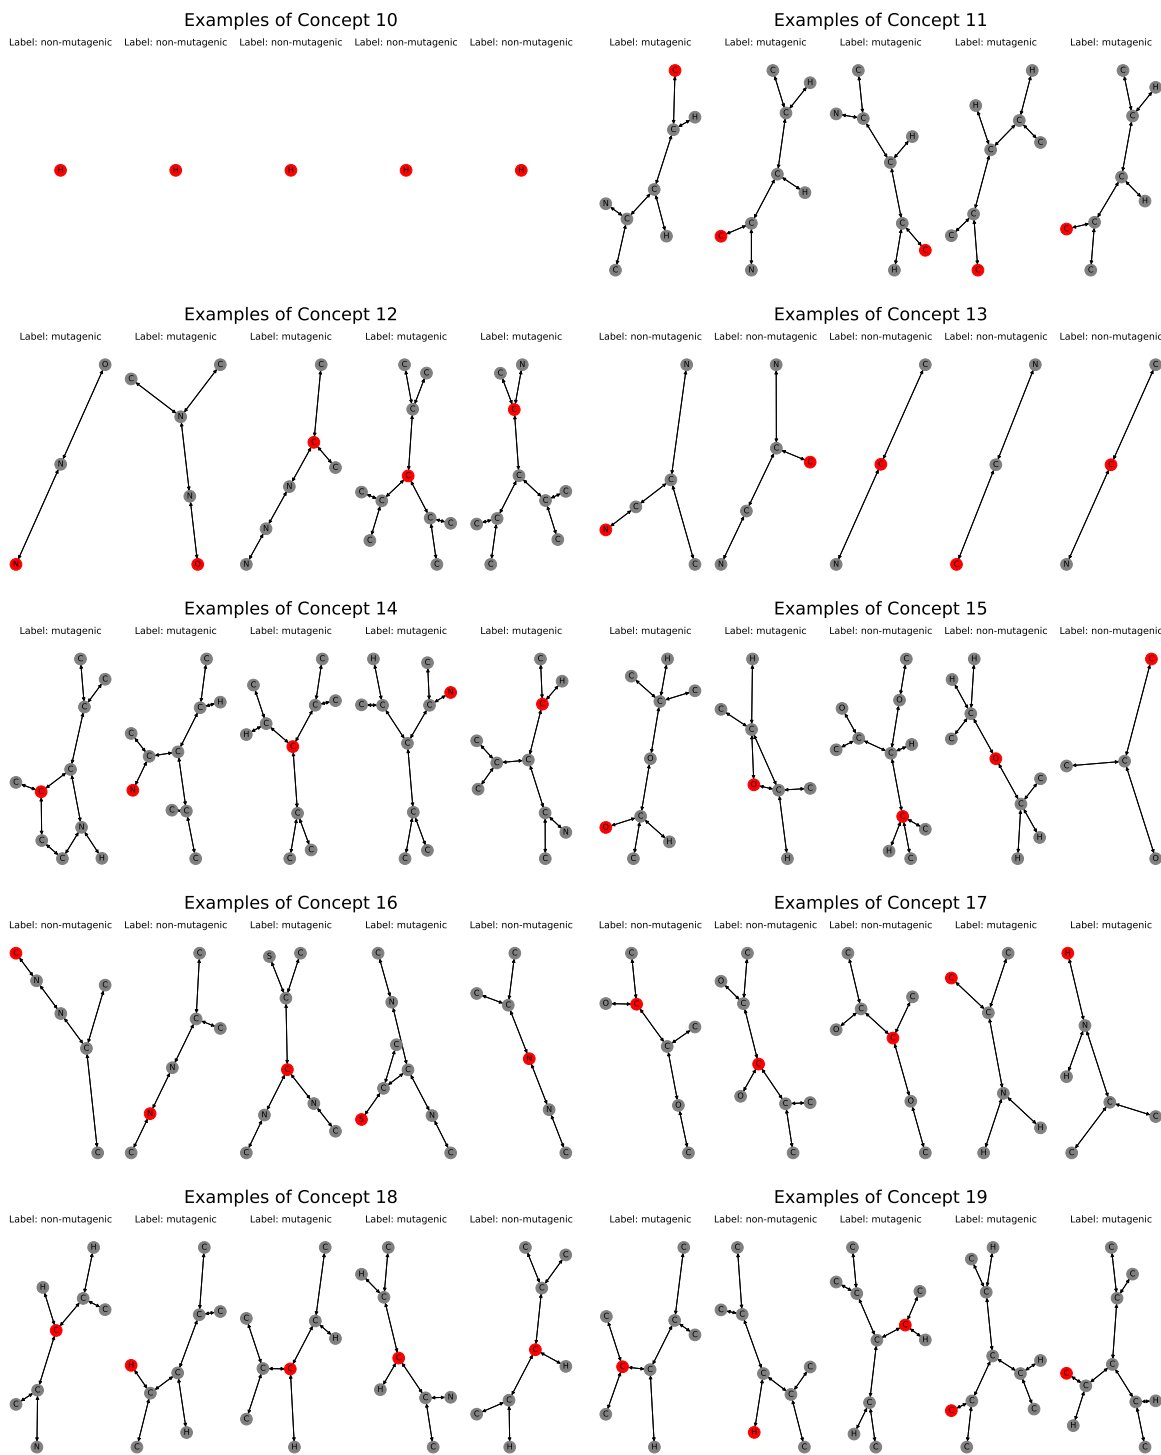 Examples of Concept 10
Label: non-mutagenic Label: non-mutagenic Label: non-mutagenic Label: non-mutagenic Label: non-mutagenic
H H H H H
Examples of Concept 11
Label: mutagenic Label: mutagenic Label: mutagenic Label: mutagenic Label: mutagenic
C H C C N C H C
C H C C H C C N
C C N H C C H C
H H C C C C C
C H C C H C C C
Examples of Concept 12
Label: mutagenic Label: mutagenic Label: mutagenic Label: mutagenic Label: mutagenic
O N N
C C N N O
C C C N N N
C C C C C C C C C C
N C C C C C C C C C
Examples of Concept 13
Label: non-mutagenic Label: non-mutagenic Label: non-mutagenic Label: non-mutagenic Label: non-mutagenic
N C C N C
N C C C N
C C N
N C C
C C N
Examples of Concept 14
Label: mutagenic Label: mutagenic Label: mutagenic Label: mutagenic Label: mutagenic
C C C C C C N C C H
C C H C C C N C C C
C C C C C H C C C C
H C N C C C C C C C
C H C C C C C C N C
Examples of Concept 15
Label: mutagenic Label: mutagenic Label: non-mutagenic Label: non-mutagenic Label: non-mutagenic
H C C C O C O H C
H C C O C C H
C O O C C C H C C H C
H H C C O C C H H
C C C O
Examples of Concept 16
Label: non-mutagenic Label: non-mutagenic Label: mutagenic Label: mutagenic Label: non-mutagenic
C N C N C C
C C C N N C
S C C C N N C C
C N C C C S N C
C C C N N C
Examples of Concept 17
Label: non-mutagenic Label: non-mutagenic Label: non-mutagenic Label: mutagenic Label: mutagenic
C O C C C O C
C O C C O C C C
C C O C C O C
C C C N H H
H N H C C C
Examples of Concept 18
Label: non-mutagenic Label: mutagenic Label: mutagenic Label: mutagenic Label: non-mutagenic
H H C C C C C N
C C C H C C H C
C C C H C C C H
C H C C H C N C
C C C C H C C H
Examples of Concept 19
Label: mutagenic Label: non-mutagenic Label: mutagenic Label: mutagenic Label: mutagenic
C C C C C C C H
C C C C C C H C
C C C C C C H C H C
H C C C C H C C C C
C C C C C C H C H C